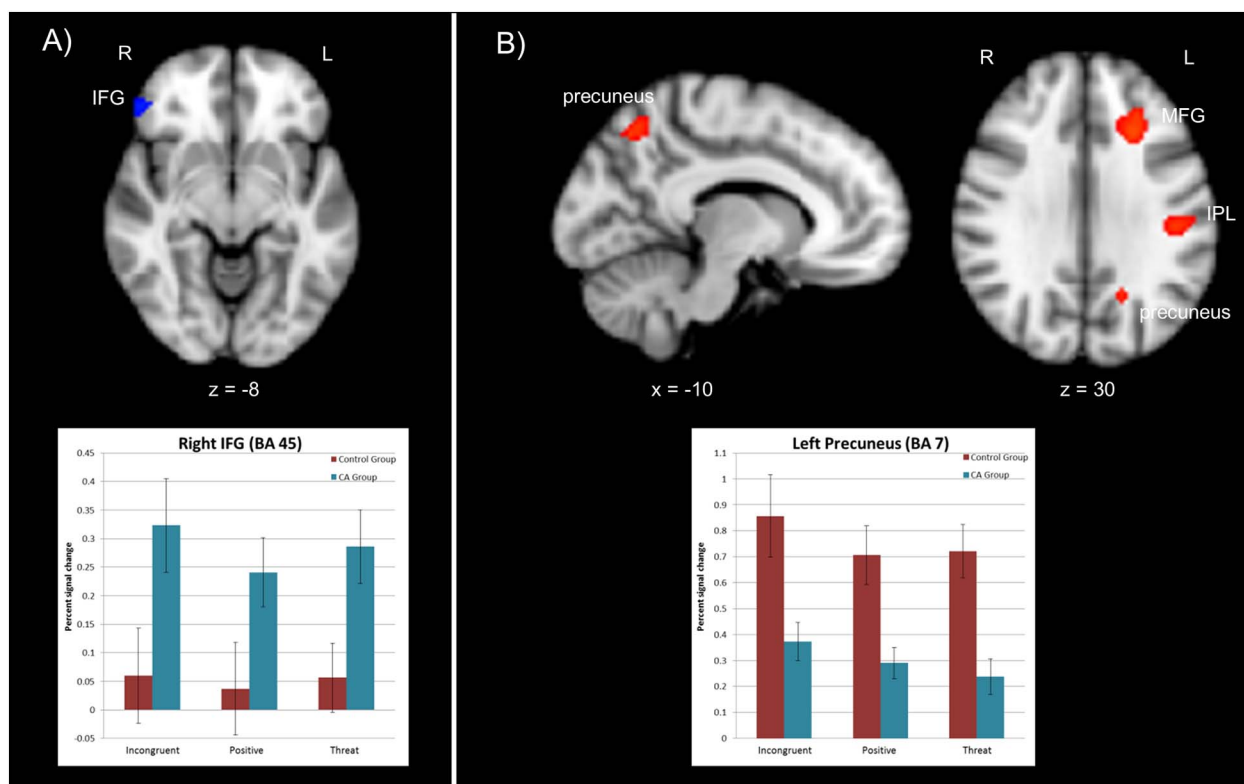 A)
R L
IFG
z = -8
Right IFG (BA 45)
Control Group
CA Group
Percent signal change
0.45
0.4
0.35
0.3
0.25
0.2
0.15
0.1
0.05
0
-0.05
Incongruent Positive Threat
B)
precuneus
x = -10
R L
MFG
IPL
precuneus
z = 30
Left Precuneus (BA 7)
Control Group
CA Group
Percent signal change
1.1
1
0.9
0.8
0.7
0.6
0.5
0.4
0.3
0.2
0.1
0
Incongruent Positive Threat